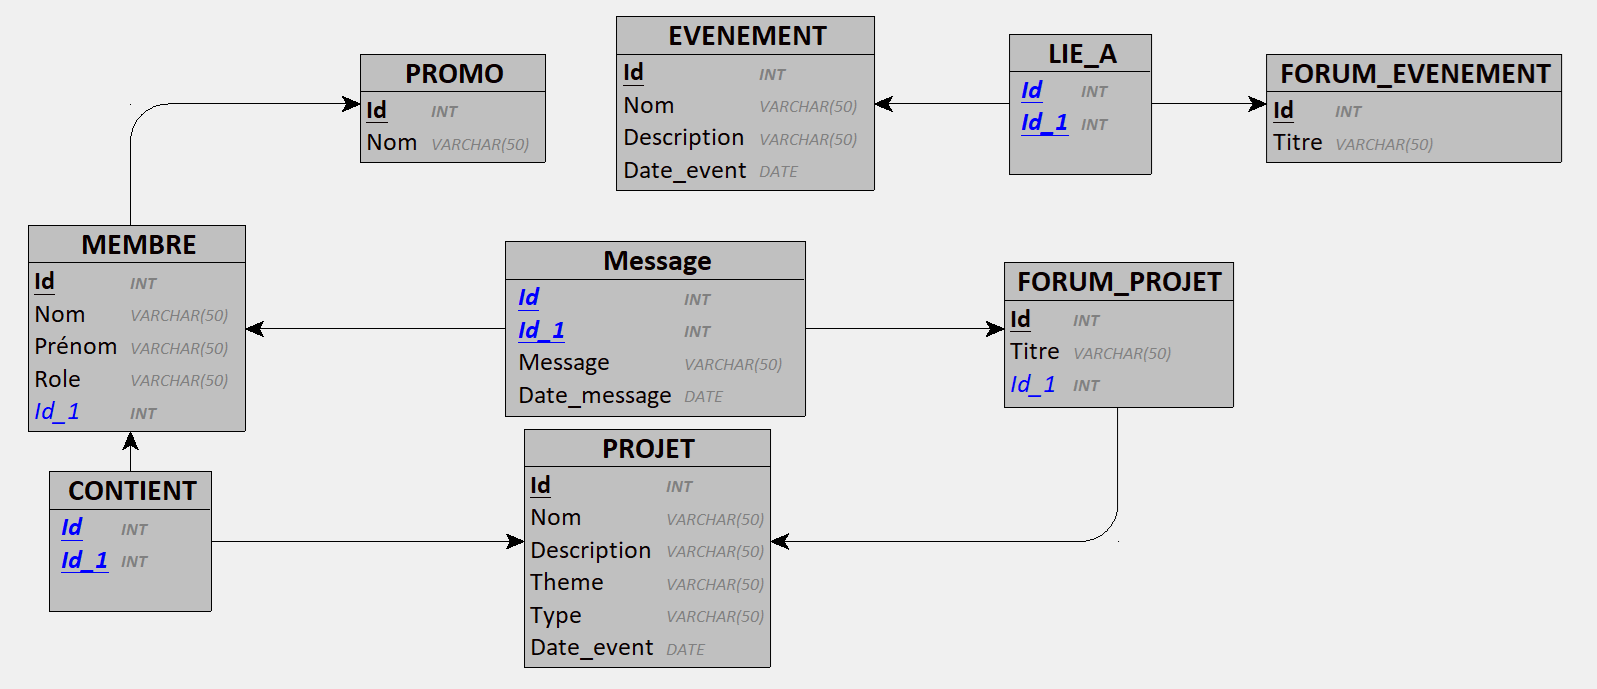 PROMO
Id INT
Nom VARCHAR(50)
EVENEMENT
Id INT
Nom VARCHAR(50)
Description VARCHAR(50)
Date_event DATE
LIE_A
Id INT
Id_1 INT
FORUM_EVENEMENT
Id INT
Titre VARCHAR(50)
MEMBRE
Id INT
Nom VARCHAR(50)
Prénom VARCHAR(50)
Role VARCHAR(50)
Id_1 INT
Message
Id INT
Id_1 INT
Message VARCHAR(50)
Date_message DATE
FORUM_PROJET
Id INT
Titre VARCHAR(50)
Id_1 INT
CONTIENT
Id INT
Id_1 INT
PROJET
Id INT
Nom VARCHAR(50)
Description VARCHAR(50)
Theme VARCHAR(50)
Type VARCHAR(50)
Date_event DATE